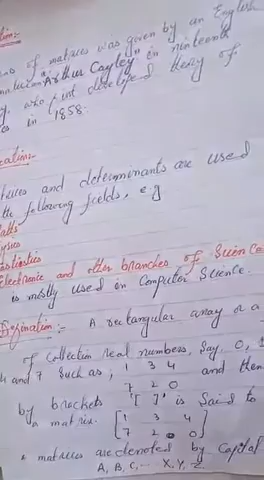 of matrices was given by an English
"Arthur Cayley" in nineteenth
who first developed theory of
in 1858.
and determinants are used
the following fields, e.g
Electronic and other branches of Science
is mostly used in Computer Science.
Defination:- A rectangular array or a
of Collection real numbers, Say, 0, 1
and 7 Such as, 1 3 4 and then
7 2 0
by brackets '[ ]' is Said to
a matrix. [1 3 4
7 2 0]
matrices are denoted by Capital
A, B, C, ... X, Y, Z.